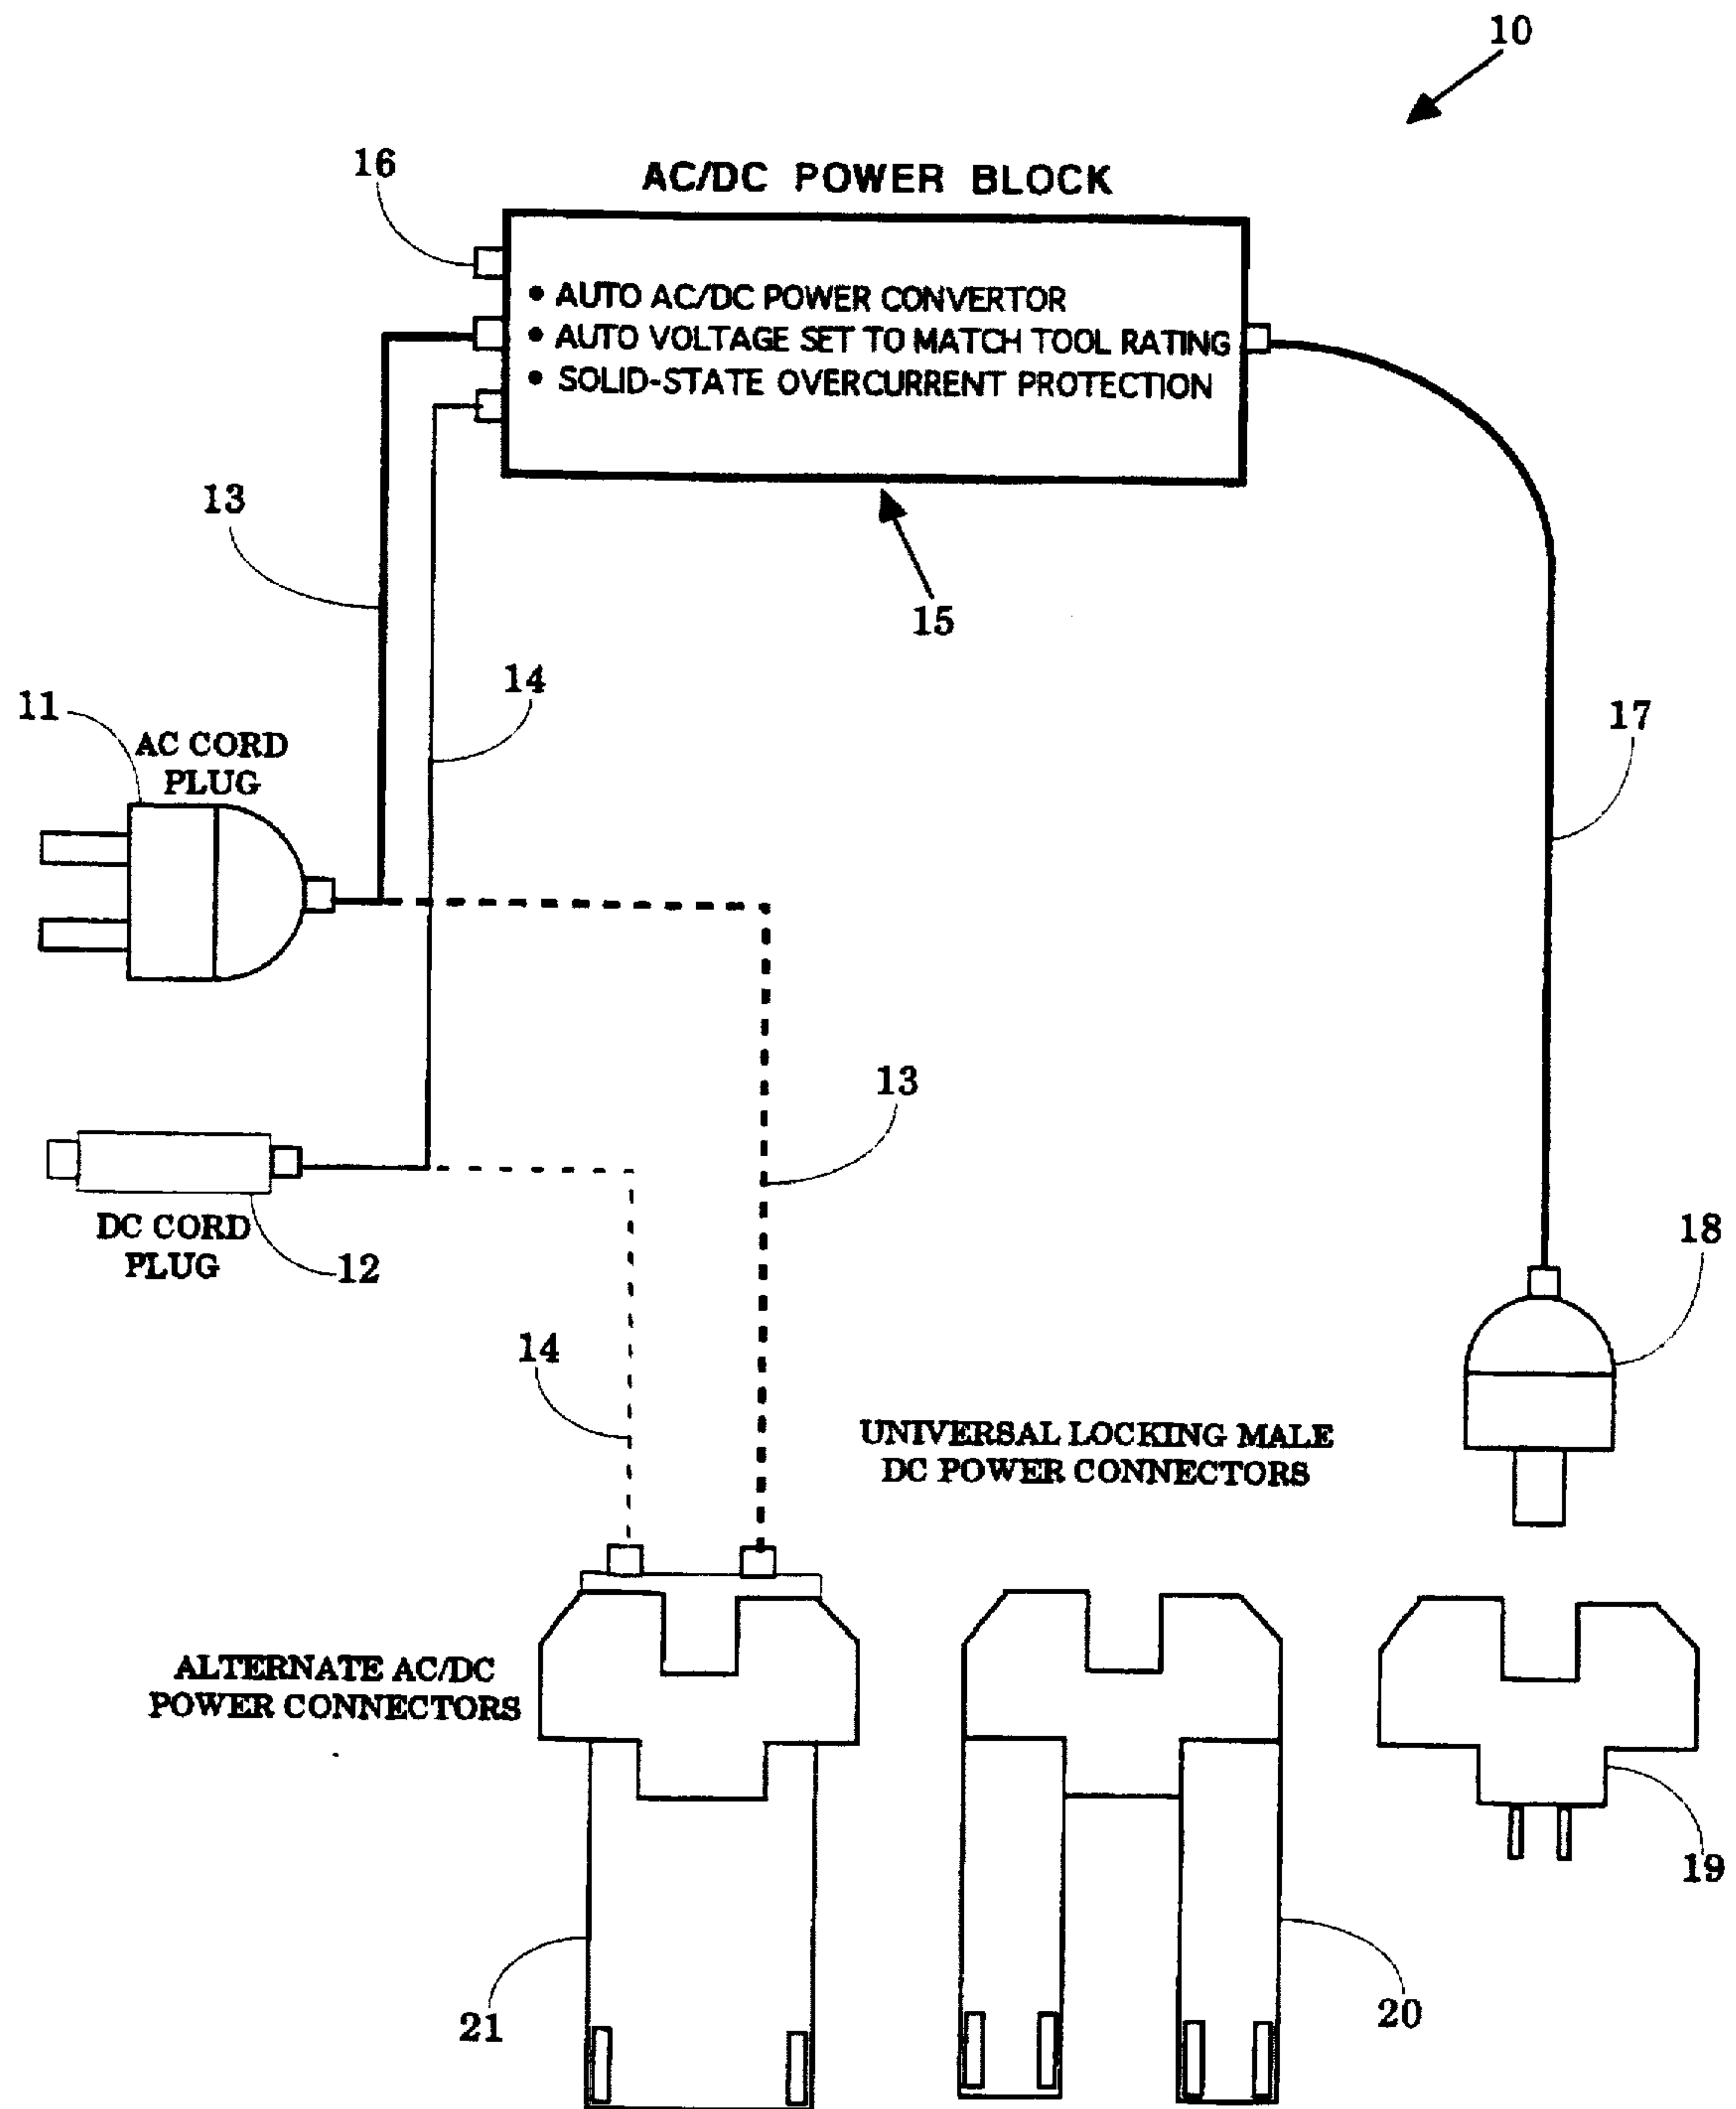 10
16
AC/DC POWER BLOCK
• AUTO AC/DC POWER CONVERTOR
• AUTO VOLTAGE SET TO MATCH TOOL RATING
• SOLID-STATE OVERCURRENT PROTECTION
13
15
14
11
17
AC CORD
PLUG
13
DC CORD
PLUG
12
18
14
UNIVERSAL LOCKING MALE
DC POWER CONNECTORS
ALTERNATE AC/DC
POWER CONNECTORS
19
21
20